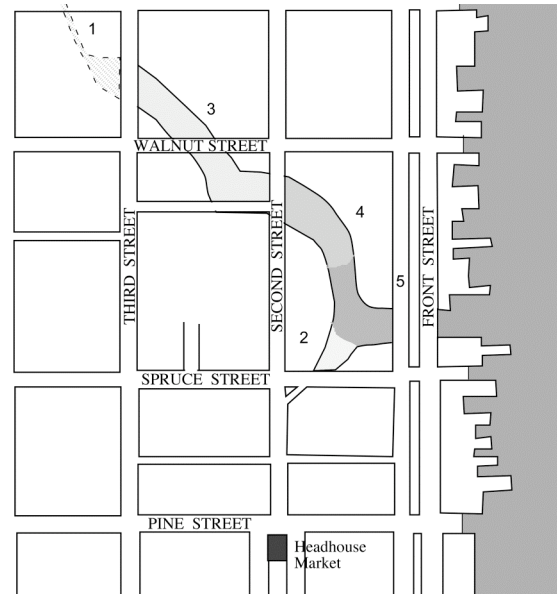 1
3
WALNUT STREET
4
THIRD STREET
SECOND STREET
5
FRONT STREET
2
SPRUCE STREET
PINE STREET
Headhouse
Market